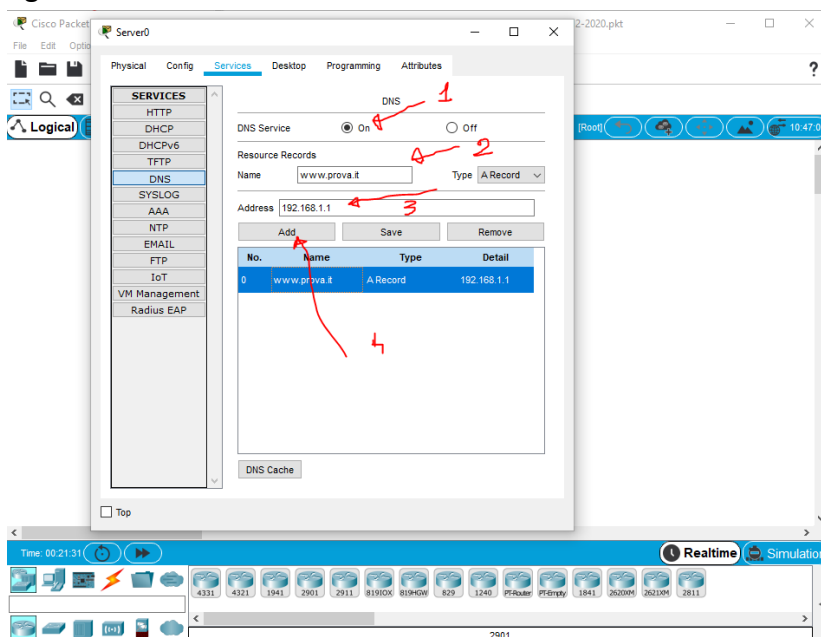 Cisco Packet
Server0
2-2020.pkt
File Edit Optio
Physical Config Services Desktop Programming Attributes
?
SERVICES
HTTP
DHCP
DHCPv6
TFTP
DNS
SYSLOG
AAA
NTP
EMAIL
FTP
IoT
VM Management
Radius EAP
DNS
1
DNS Service On Off
2
Resource Records
Name www.prova.it Type A Record
Address 192.168.1.1
3
Add Save Remove
No. Name Type Detail
0 www.prova.it A Record 192.168.1.1
4
DNS Cache
Top
Logical
[Root]
10:47:0
Time: 00:21:31
Realtime Simulation
4331 4321 1941 2901 2911 819IOX 819HGW 829 1240 PT-Router PT-Empty 1841 2620XM 2621XM 2811
2901